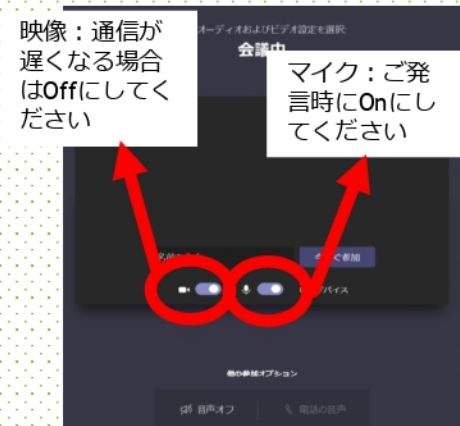 映像：通信が
遅くなる場合
はOffにしてく
ださい
オーディオおよびビデオ設定を選択:
会議中
マイク：ご発
言時にOnにし
てください
今すぐ参加
デバイス
他の参加オプション
音声オフ
電話の音声